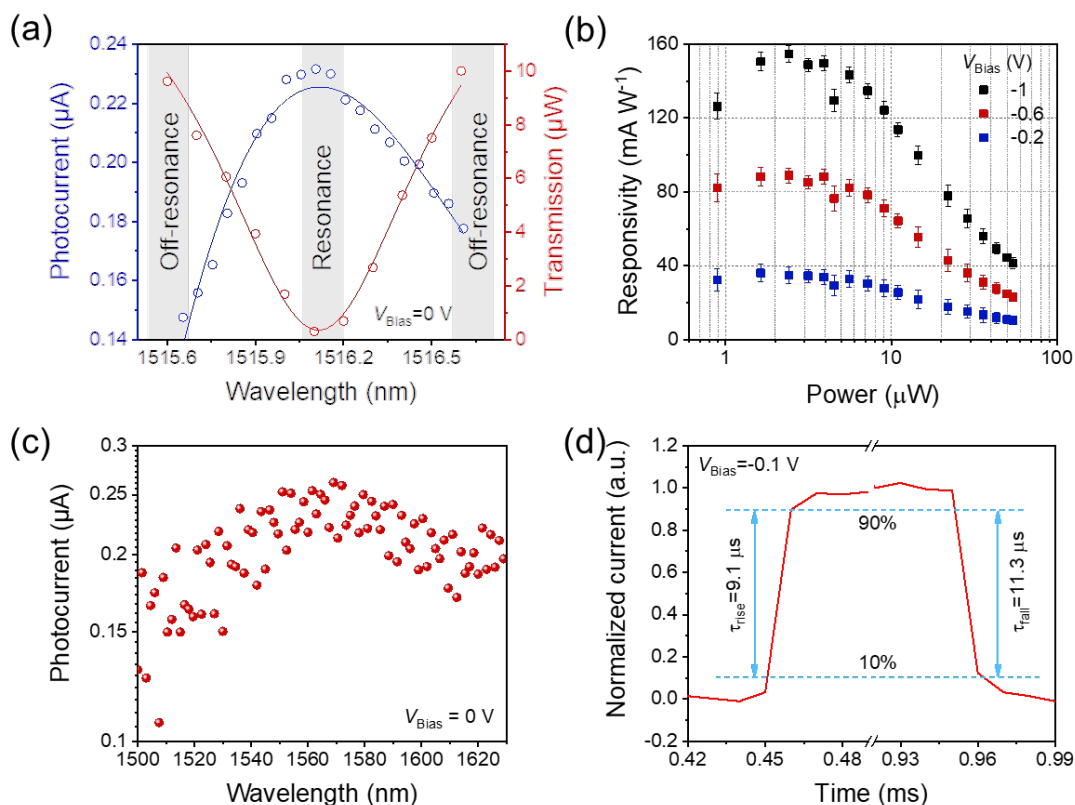 (a)
0.24
0.22
0.20
0.18
0.16
0.14
Photocurrent (µA)
Off-resonance
Resonance
Off-resonance
V_Bias=0 V
10
8
6
4
2
0
Transmission (µW)
1515.6
1515.9
1516.2
1516.5
Wavelength (nm)
(b)
160
120
80
40
0
Responsivity (mA W⁻¹)
V_Bias (V)
-1
-0.6
-0.2
1
10
100
Power (µW)
(c)
0.3
0.25
0.2
0.15
0.1
Photocurrent (µA)
V_Bias = 0 V
1500
1520
1540
1560
1580
1600
1620
Wavelength (nm)
(d)
1.2
1.0
0.8
0.6
0.4
0.2
0.0
-0.2
Normalized current (a.u.)
V_Bias=-0.1 V
90%
10%
τ_rise=9.1 µs
τ_fall=11.3 µs
0.42
0.45
0.48
0.93
0.96
0.99
Time (ms)